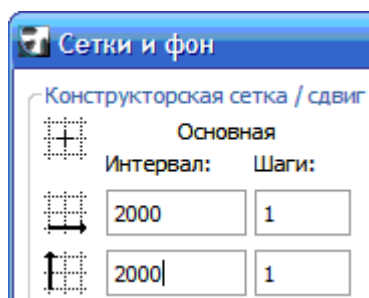 Сетки и фон
Конструкторская сетка / сдвиг
Основная
Интервал: Шаги:
2000 1
2000 1